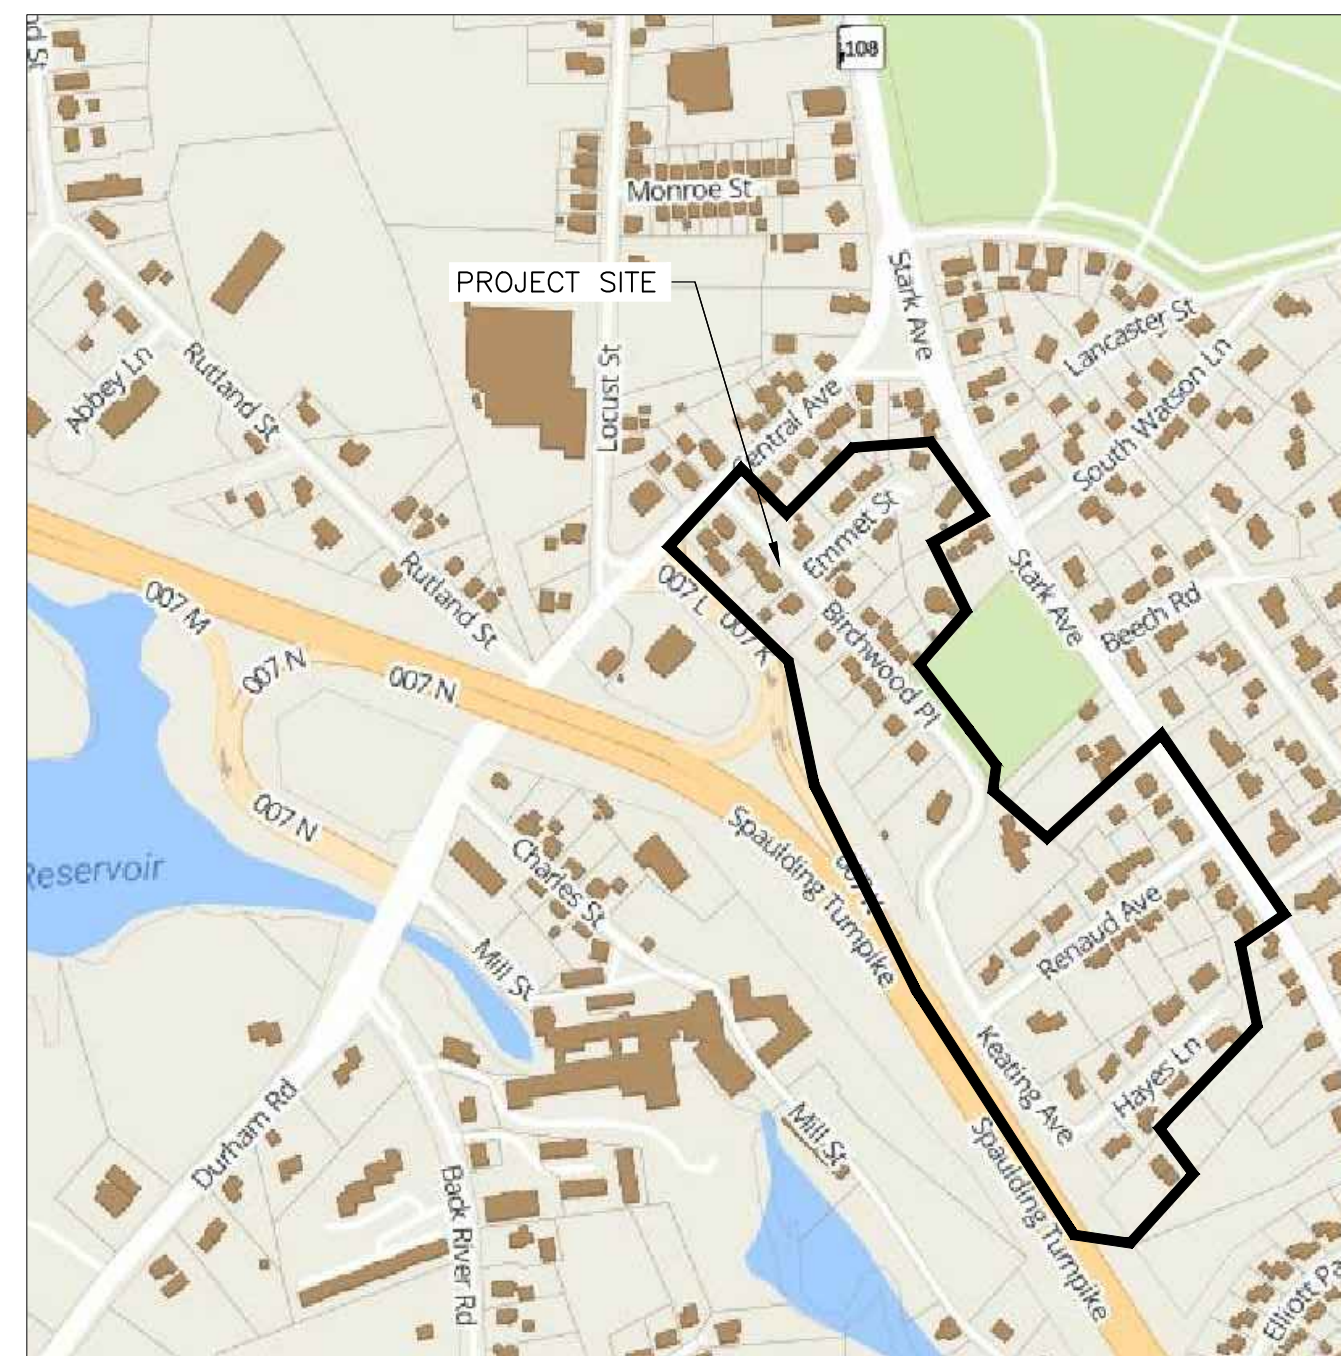 108
Monroe St
PROJECT SITE
Stark Ave
Lancaster St
South Watson Ln
Abbey Ln
Rutland St
Locust St
Central Ave
Emmet St
Stark Ave
Beech Rd
Rutland St
007 M
007 N
007 N
007 L
007 K
Birchwood Pl
007 N
Spaulding Turnpike
Reservoir
Charles St
Mill St
Renaud Ave
Keating Ave
Hayes Ln
Durham Rd
Back River Rd
Mill St
Spaulding Turnpike
Elliott